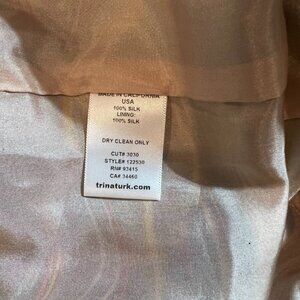 MADE IN CALIFORNIA
USA
100% SILK
LINING:
100% SILK
DRY CLEAN ONLY
CUT# 3030
STYLE# 122530
RN# 93415
CA# 34460
trinaturk.com